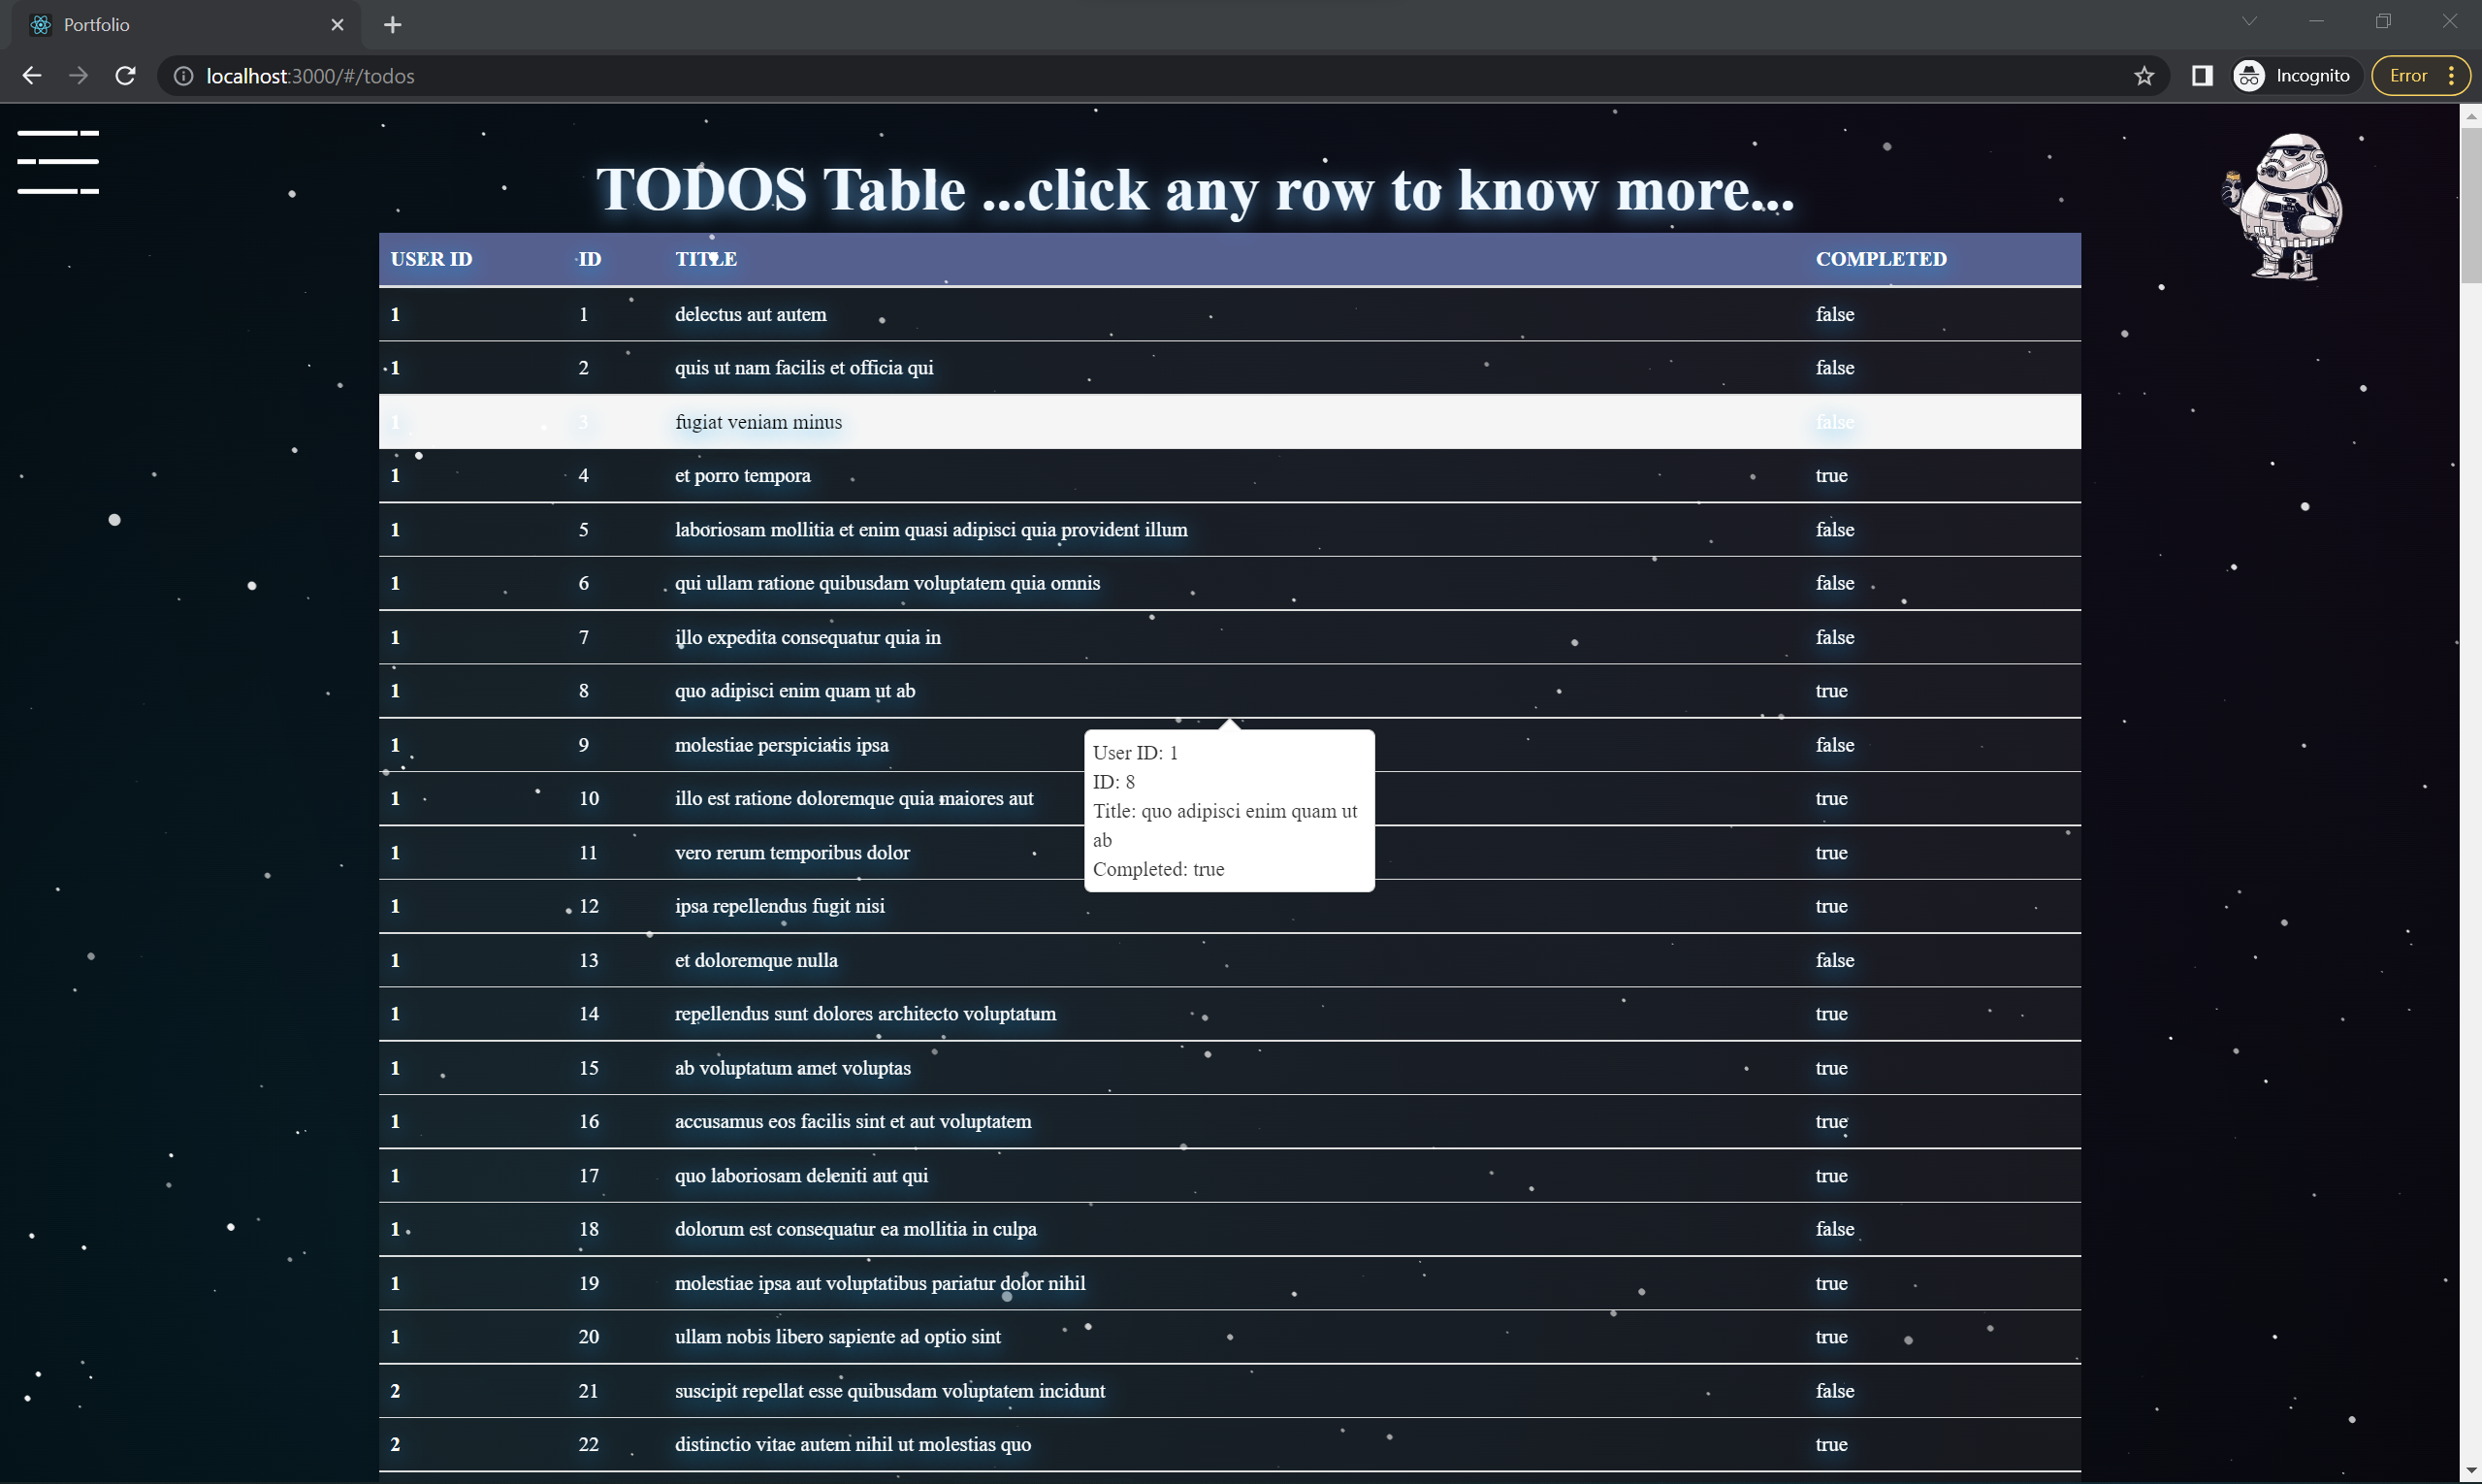 Portfolio
localhost:3000/#/todos
Incognito
Error
TODOS Table ...click any row to know more...
USER ID ID TITLE COMPLETED
1 1 delectus aut autem false
1 2 quis ut nam facilis et officia qui false
1 3 fugiat veniam minus false
1 4 et porro tempora true
1 5 laboriosam mollitia et enim quasi adipisci quia provident illum false
1 6 qui ullam ratione quibusdam voluptatem quia omnis false
1 7 illo expedita consequatur quia in false
1 8 quo adipisci enim quam ut ab true
1 9 molestiae perspiciatis ipsa false
1 10 illo est ratione doloremque quia maiores aut true
1 11 vero rerum temporibus dolor true
1 12 ipsa repellendus fugit nisi true
1 13 et doloremque nulla false
1 14 repellendus sunt dolores architecto voluptatum true
1 15 ab voluptatum amet voluptas true
1 16 accusamus eos facilis sint et aut voluptatem true
1 17 quo laboriosam deleniti aut qui true
1 18 dolorum est consequatur ea mollitia in culpa false
1 19 molestiae ipsa aut voluptatibus pariatur dolor nihil true
1 20 ullam nobis libero sapiente ad optio sint true
2 21 suscipit repellat esse quibusdam voluptatem incidunt false
2 22 distinctio vitae autem nihil ut molestias quo true
User ID: 1
ID: 8
Title: quo adipisci enim quam ut
ab
Completed: true